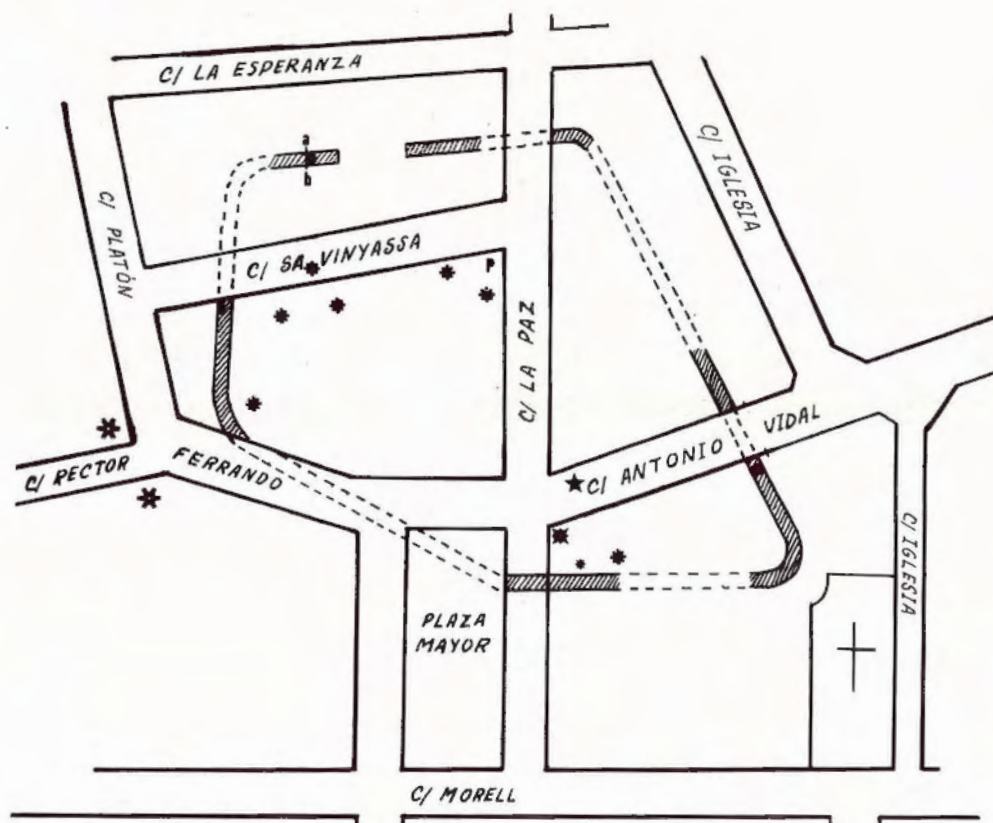 C/ LA ESPERANZA
C/ IGLESIA
a
b
C/ PLATÓN
C/ SA VINYASSA
P
C/ LA PAZ
C/ ANTONIO VIDAL
C/ RECTOR FERRANDO
C/ IGLESIA
PLAZA
MAYOR
C/ MORELL